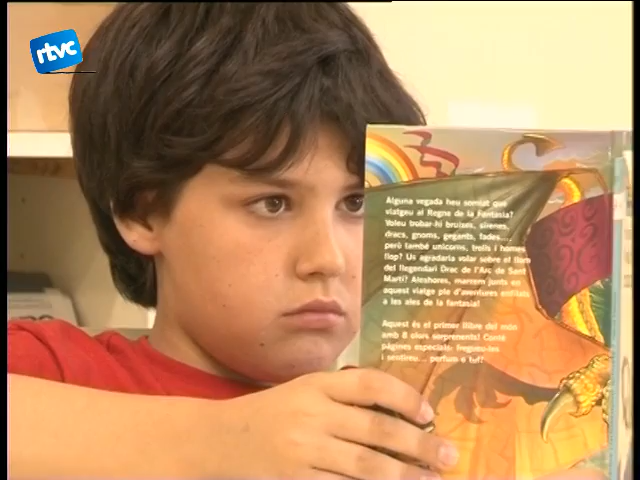 rtvc
Alguna vegada heu somiat que
viatgeu al Regne de la Fantasia?
Voleu trobar-hi bruixes, sirenes,
dracs, gnoms, gegants, fades...,
però també unicorns, trolls i homes
llop? Us agradaria volar sobre el llom
del llegendari Drac de l'Arc de Sant
Martí? Aleshores, marxem junts en
aquest viatge ple d'aventures enfilats
a les ales de la fantasia!
Aquest és el primer llibre del món
amb 8 olors sorprenents! Conté
pàgines especials: fregueu-les
i sentireu... perfum o tuf?